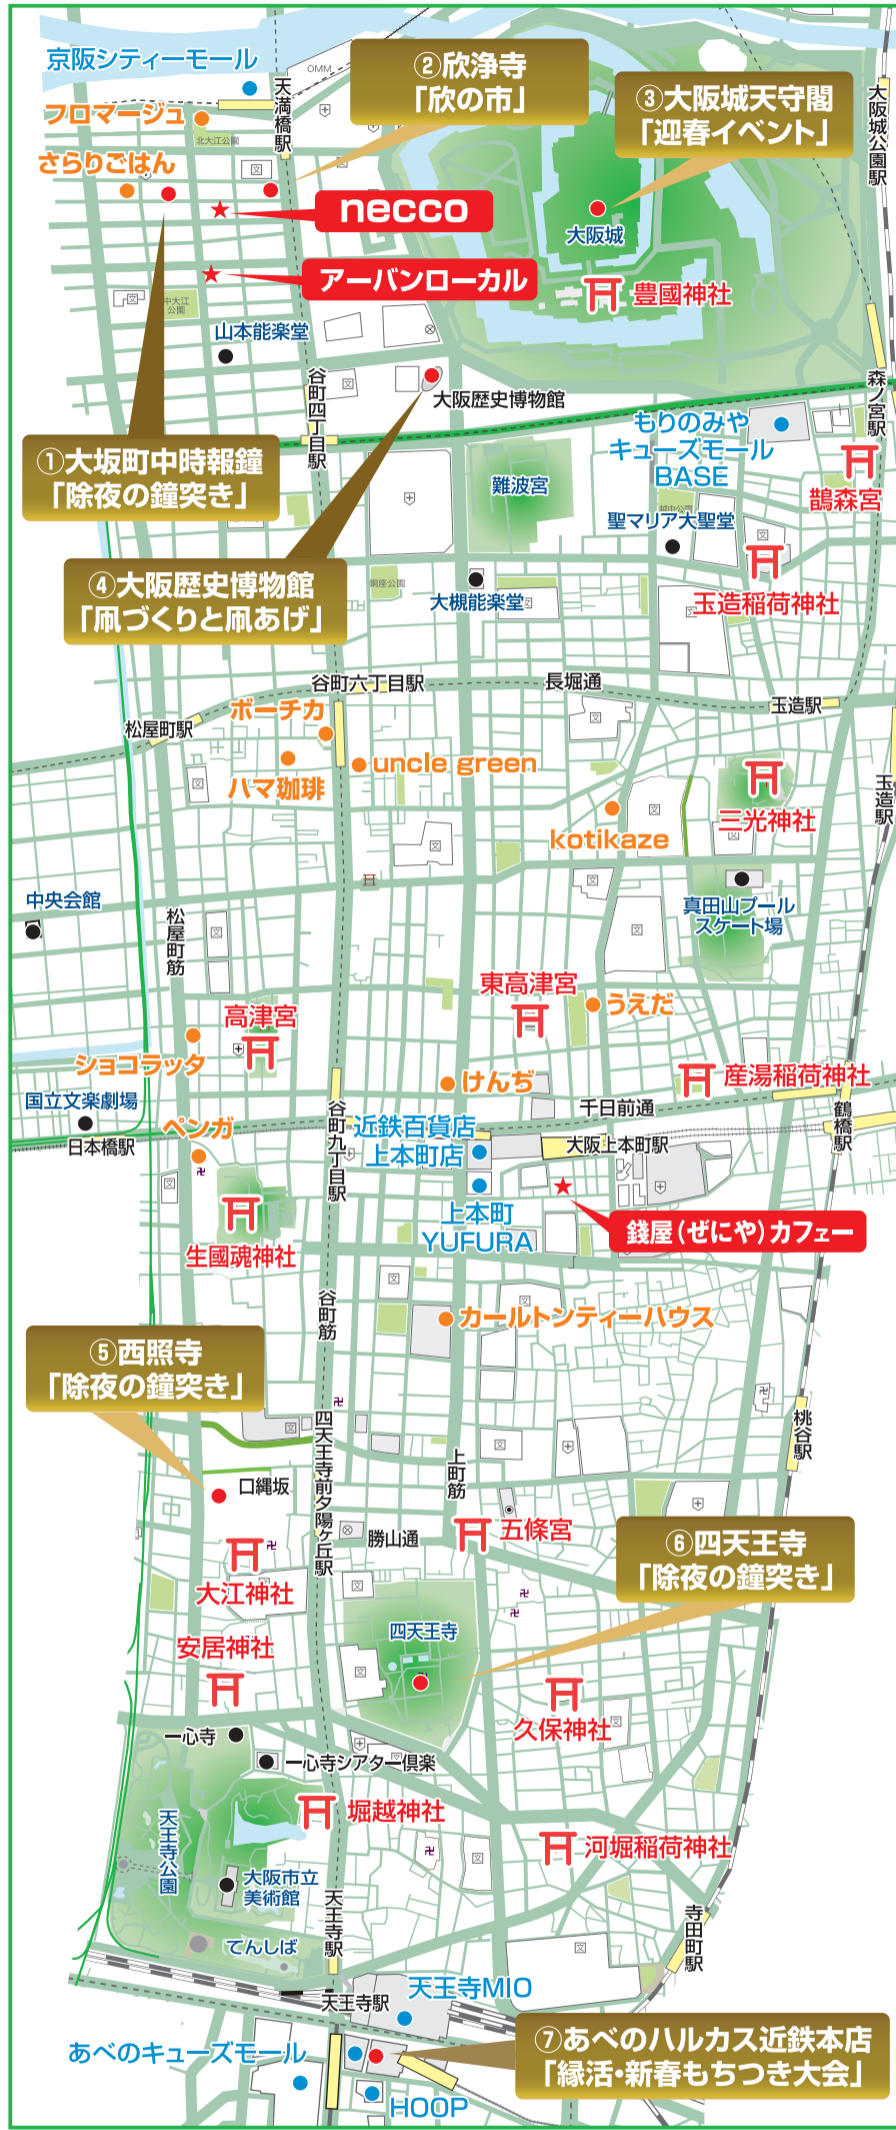 京阪シティーモール
OMM
天満橋駅
②欣浄寺
「欣の市」
③大阪城天守閣
「迎春イベント」
大阪城公園駅
フロマージュ
北大江公園
さらりごはん
necco
大阪城
アーバンローカル
豊國神社
中大江
公園
山本能楽堂
谷町四丁目駅
大阪歴史博物館
森ノ宮駅
もりのみや
キューズモール
BASE
①大坂町中時報鐘
「除夜の鐘突き」
難波宮
鵲森宮
越中公園
聖マリア大聖堂
④大阪歴史博物館
「凧づくりと凧あげ」
銅座公園
大槻能楽堂
玉造稲荷神社
谷町六丁目駅
長堀通
玉造駅
松屋町駅
ボーチカ
ハマ珈琲
uncle green
kotikaze
三光神社
玉造駅
中央会館
松屋町筋
真田山プール
スケート場
東高津宮
うえだ
高津宮
ショコラッタ
けんぢ
産湯稲荷神社
国立文楽劇場
日本橋駅
ペンガ
谷町九丁目駅
近鉄百貨店
上本町店
千日前通
大阪上本町駅
鶴橋駅
上本町
YUFURA
錢屋(ぜにや)カフェー
生國魂神社
谷町筋
カールトンティーハウス
⑤西照寺
「除夜の鐘突き」
四天王寺前夕陽ヶ丘駅
上町筋
桃谷駅
口縄坂
勝山通
五條宮
⑥四天王寺
「除夜の鐘突き」
大江神社
四天王寺
安居神社
久保神社
一心寺
一心寺シアター倶楽
堀越神社
河堀稲荷神社
天王寺公園
大阪市立
美術館
てんしば
天王寺駅
寺田町駅
天王寺駅
天王寺MIO
あべのキューズモール
⑦あべのハルカス近鉄本店
「縁活・新春もちつき大会」
HOOP